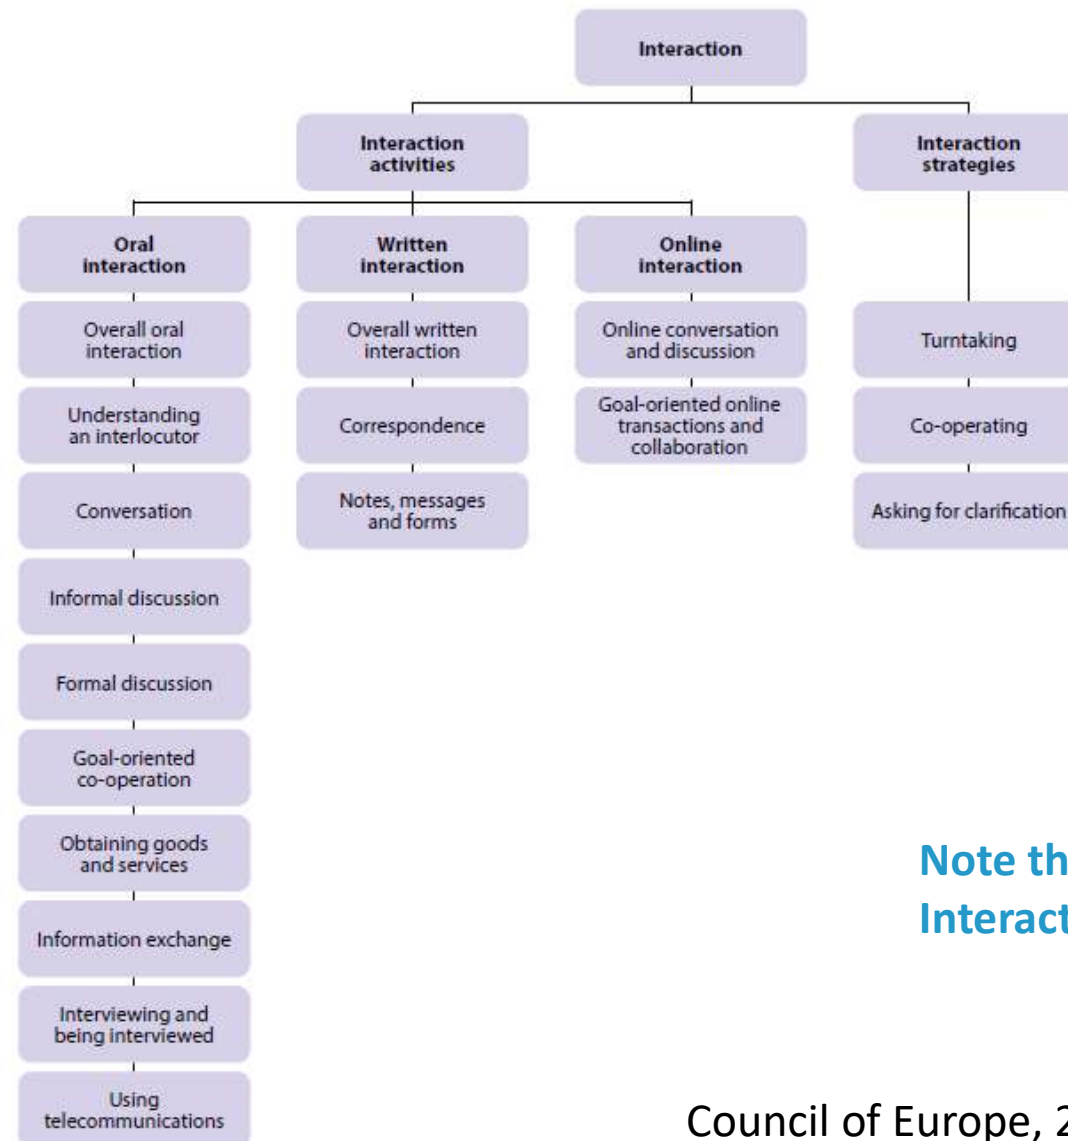 Interaction
Interaction
activities
Interaction
strategies
Oral
interaction
Written
interaction
Online
interaction
Overall oral
interaction
Overall written
interaction
Online conversation
and discussion
Turntaking
Understanding
an interlocutor
Correspondence
Goal-oriented online
transactions and
collaboration
Co-operating
Conversation
Notes, messages
and forms
Asking for clarification
Informal discussion
Formal discussion
Goal-oriented
co-operation
Obtaining goods
and services
Information exchange
Interviewing and
being interviewed
Using
telecommunications
Note
Council of Europe,